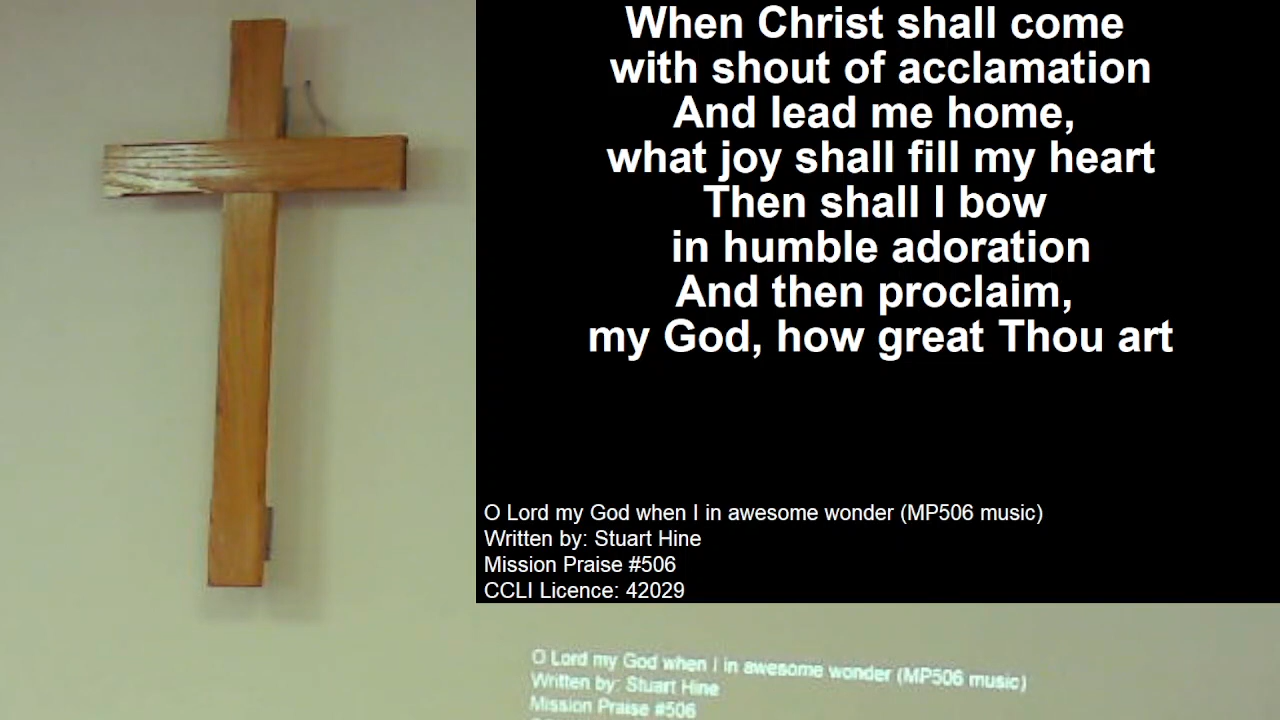 When Christ shall come
with shout of acclamation
And lead me home,
what joy shall fill my heart
Then shall I bow
in humble adoration
And then proclaim,
my God, how great Thou art
O Lord my God when I in awesome wonder (MP506 music)
Written by: Stuart Hine
Mission Praise #506
CCLI Licence: 42029
O Lord my God when I in awesome wonder (MP506 music)
Written by: Stuart Hine
Mission Praise #506